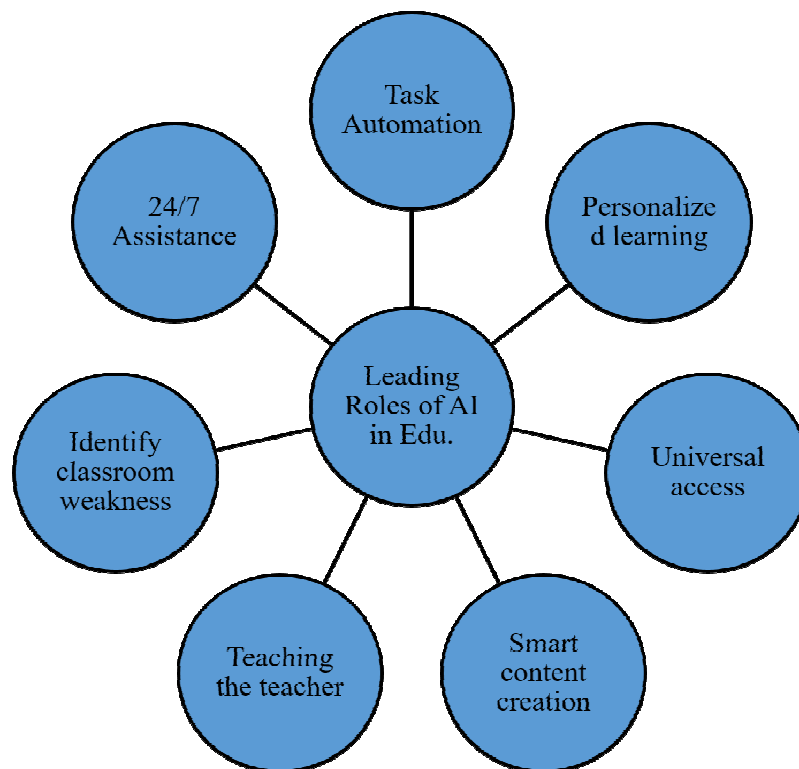 Task
Automation
Personalize
d learning
Universal
access
Smart
content
creation
Teaching
the teacher
Identify
classroom
weakness
24/7
Assistance
Leading
Roles of AI
in Edu.